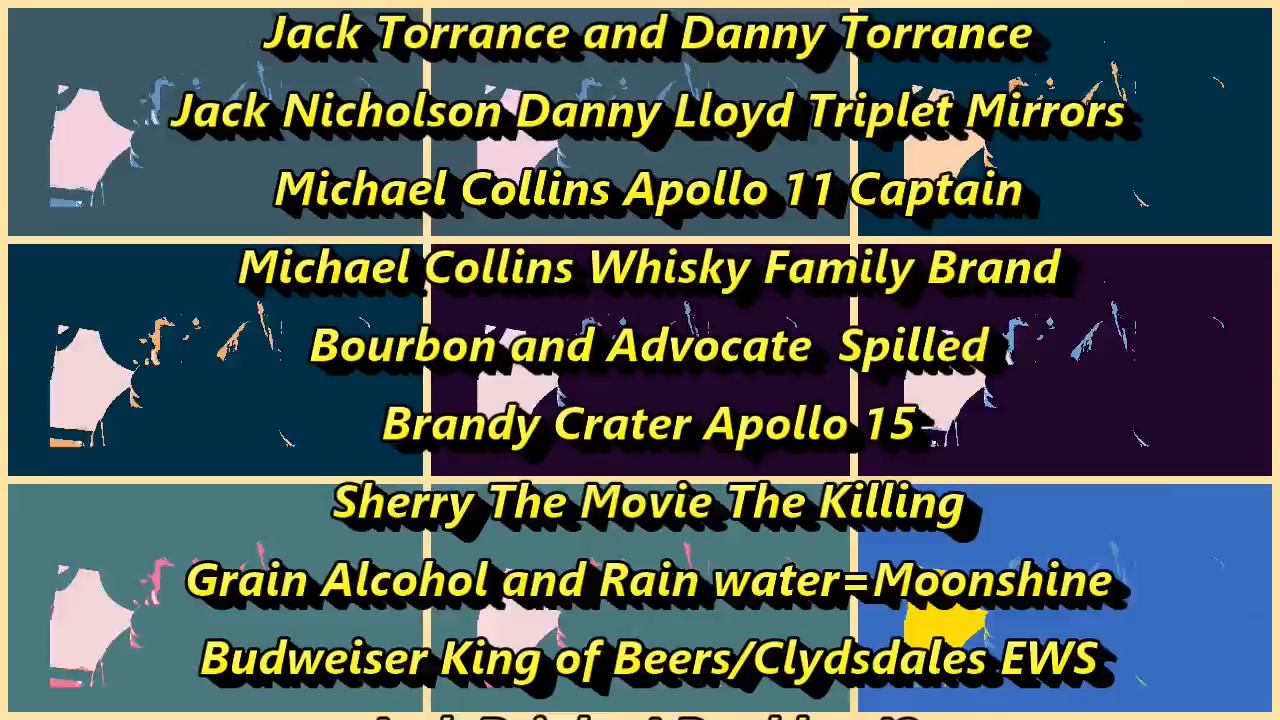 Jack Torrance and Danny Torrance
Jack Nicholson Danny Lloyd Triplet Mirrors
Michael Collins Apollo 11 Captain
Michael Collins Whisky Family Brand
Bourbon and Advocate Spilled
Brandy Crater Apollo 15
Sherry The Movie The Killing
Grain Alcohol and Rain water=Moonshine
Budweiser King of Beers/Clydsdales EWS